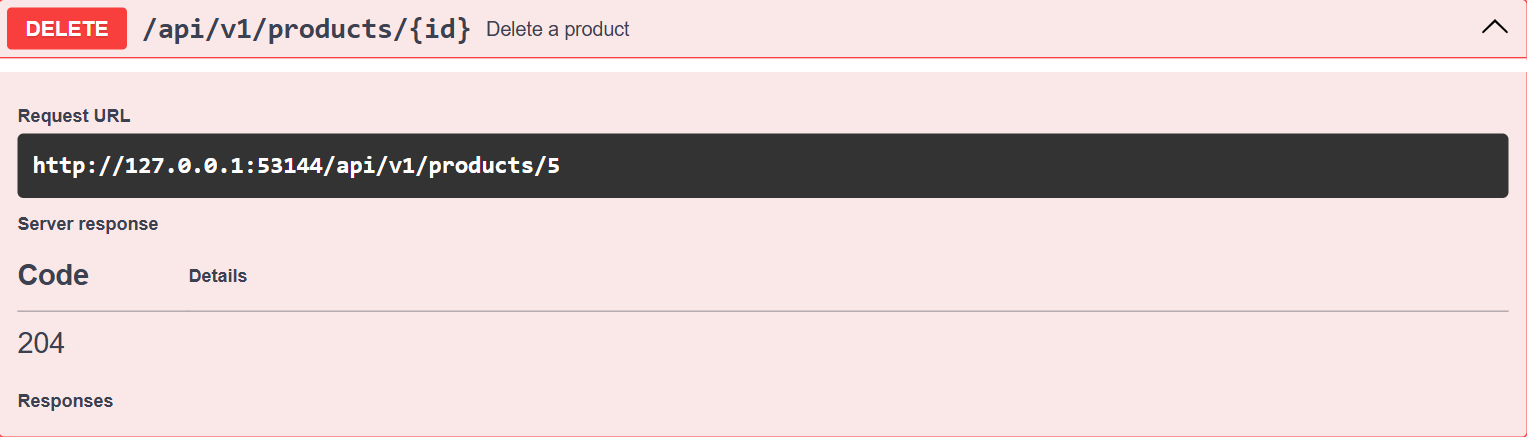 DELETE /api/v1/products/{id} Delete a product
Request URL
http://127.0.0.1:53144/api/v1/products/5
Server response
Code Details
204
Responses